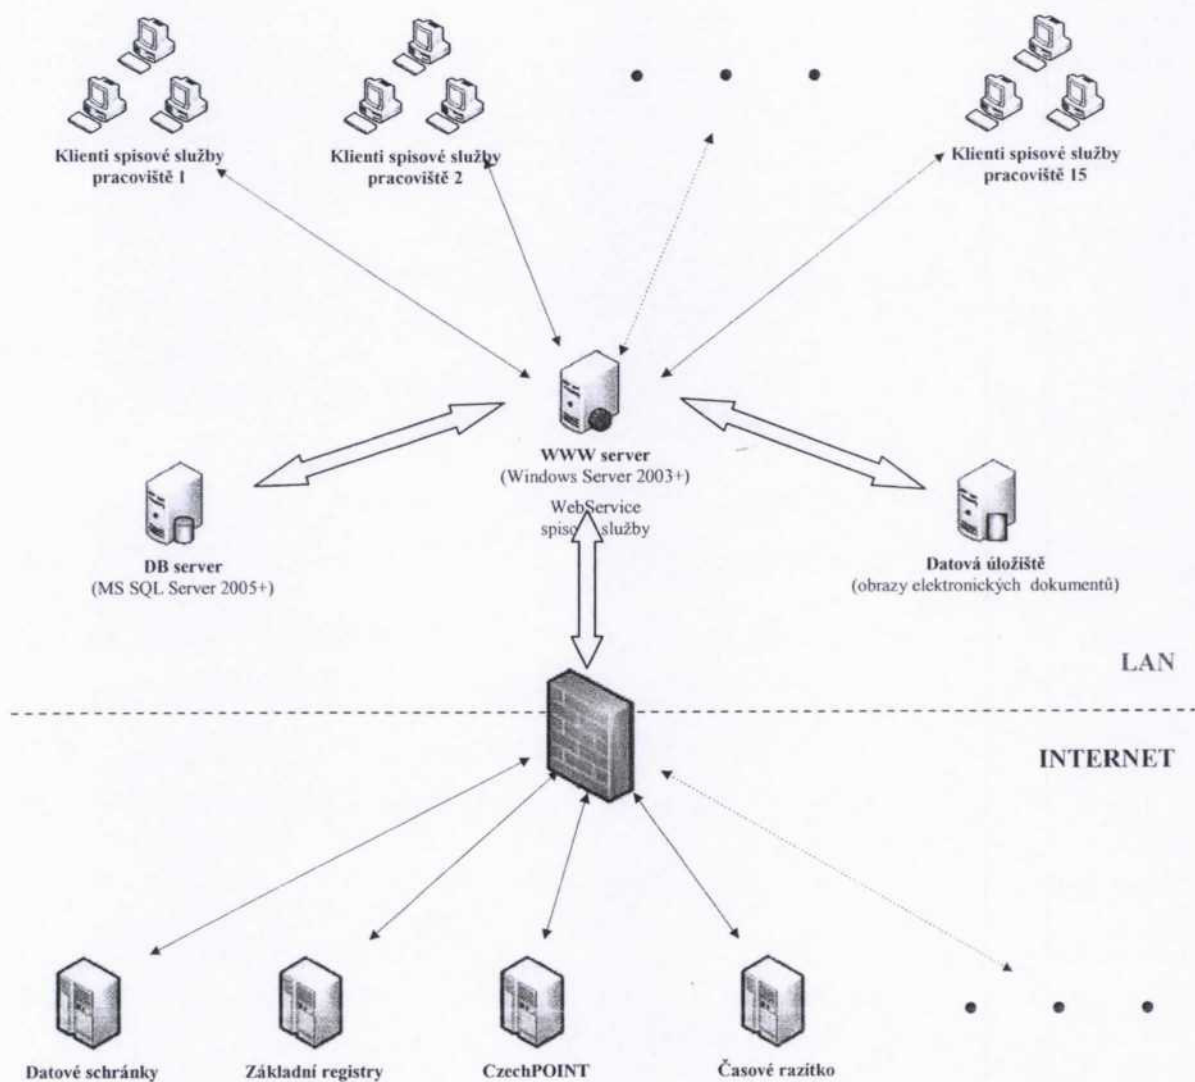 Klienti spisové služby
pracoviště 1
Klienti spisové služby
pracoviště 2
Klienti spisové služby
pracoviště 15
WWW server
(Windows Server 2003+)
WebService
služby
DB server
(MS SQL Server 2005+)
Datová úložiště
(obrazy elektronických dokumentů)
LAN
INTERNET
Datové schránky
Základní registry
CzechPOINT
Časové razítko